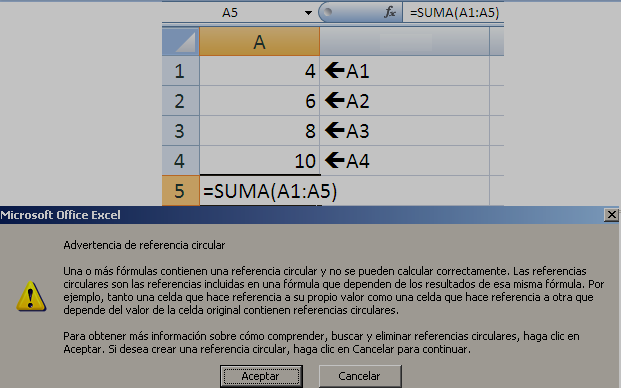 A5 fx =SUMA(A1:A5)
A
1 4 🡰A1
2 6 🡰A2
3 8 🡰A3
4 10 🡰A4
5 =SUMA(A1:A5)
Microsoft Office Excel
Advertencia de referencia circular
Una o más fórmulas contienen una referencia circular y no se pueden calcular correctamente. Las referencias
circulares son las referencias incluidas en una fórmula que dependen de los resultados de esa misma fórmula. Por
ejemplo, tanto una celda que hace referencia a su propio valor como una celda que hace referencia a otra que
depende del valor de la celda original contienen referencias circulares.
Para obtener más información sobre cómo comprender, buscar y eliminar referencias circulares, haga clic en
Aceptar. Si desea crear una referencia circular, haga clic en Cancelar para continuar.
Aceptar Cancelar